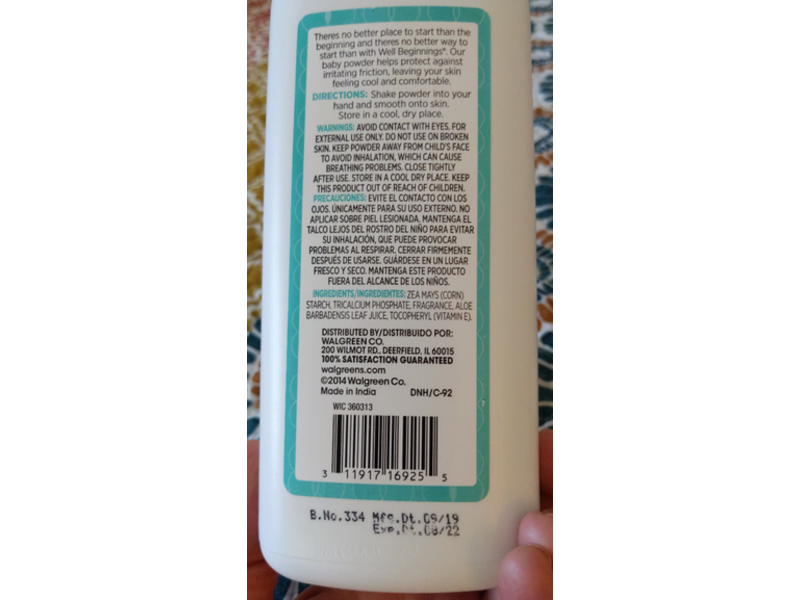 Theres no better place to start than the
beginning and theres no better way to
start than with Well Beginnings®. Our
baby powder helps protect against
irritating friction, leaving your skin
feeling cool and comfortable.
DIRECTIONS: Shake powder into your
hand and smooth onto skin.
Store in a cool, dry place.
WARNINGS: AVOID CONTACT WITH EYES. FOR
EXTERNAL USE ONLY. DO NOT USE ON BROKEN
SKIN. KEEP POWDER AWAY FROM CHILD'S FACE
TO AVOID INHALATION, WHICH CAN CAUSE
BREATHING PROBLEMS. CLOSE TIGHTLY
AFTER USE. STORE IN A COOL DRY PLACE. KEEP
THIS PRODUCT OUT OF REACH OF CHILDREN.
PRECAUCIONES: EVITE EL CONTACTO CON LOS
OJOS. ÚNICAMENTE PARA SU USO EXTERNO. NO
APLICAR SOBRE PIEL LESIONADA. MANTENGA EL
TALCO LEJOS DEL ROSTRO DEL NIÑO PARA EVITAR
SU INHALACIÓN, QUE PUEDE PROVOCAR
PROBLEMAS AL RESPIRAR. CERRAR FIRMEMENTE
DESPUÉS DE USARSE. GUÁRDESE EN UN LUGAR
FRESCO Y SECO. MANTENGA ESTE PRODUCTO
FUERA DEL ALCANCE DE LOS NIÑOS.
INGREDIENTS/INGREDIENTES: ZEA MAYS (CORN)
STARCH, TRICALCIUM PHOSPHATE, FRAGRANCE, ALOE
BARBADENSIS LEAF JUICE, TOCOPHERYL (VITAMIN E).
DISTRIBUTED BY/DISTRIBUIDO POR:
WALGREEN CO.
200 WILMOT RD., DEERFIELD, IL 60015
100% SATISFACTION GUARANTEED
walgreens.com
©2014 Walgreen Co.
Made in India DNH/C-92
WIC 360313
3 11917 16925 5
B.No.334 Mfg.Dt.09/19
Exp.Dt.08/22